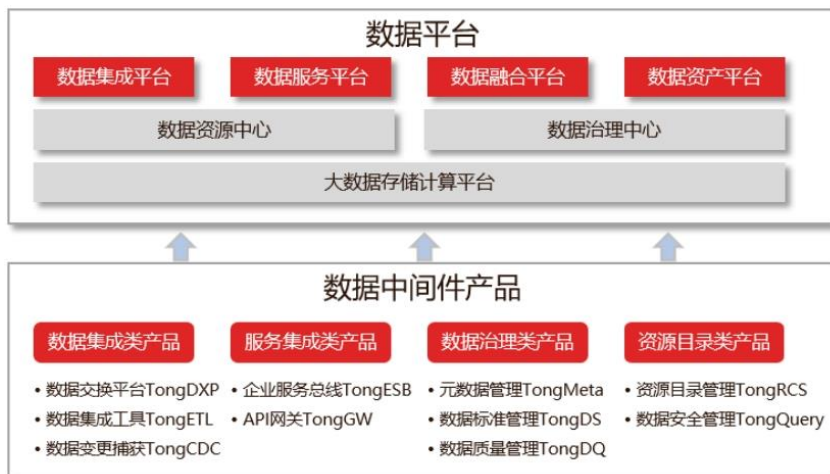 数据平台
数据集成平台
数据服务平台
数据融合平台
数据资产平台
数据资源中心
数据治理中心
大数据存储计算平台
数据中间件产品
数据集成类产品
服务集成类产品
数据治理类产品
资源目录类产品
• 数据交换平台TongDXP
• 数据集成工具TongETL
• 数据变更捕获TongCDC
• 企业服务总线TongESB
• API网关TongGW
• 元数据管理TongMeta
• 数据标准管理TongDS
• 数据质量管理TongDQ
• 资源目录管理TongRCS
• 数据安全管理TongQuery